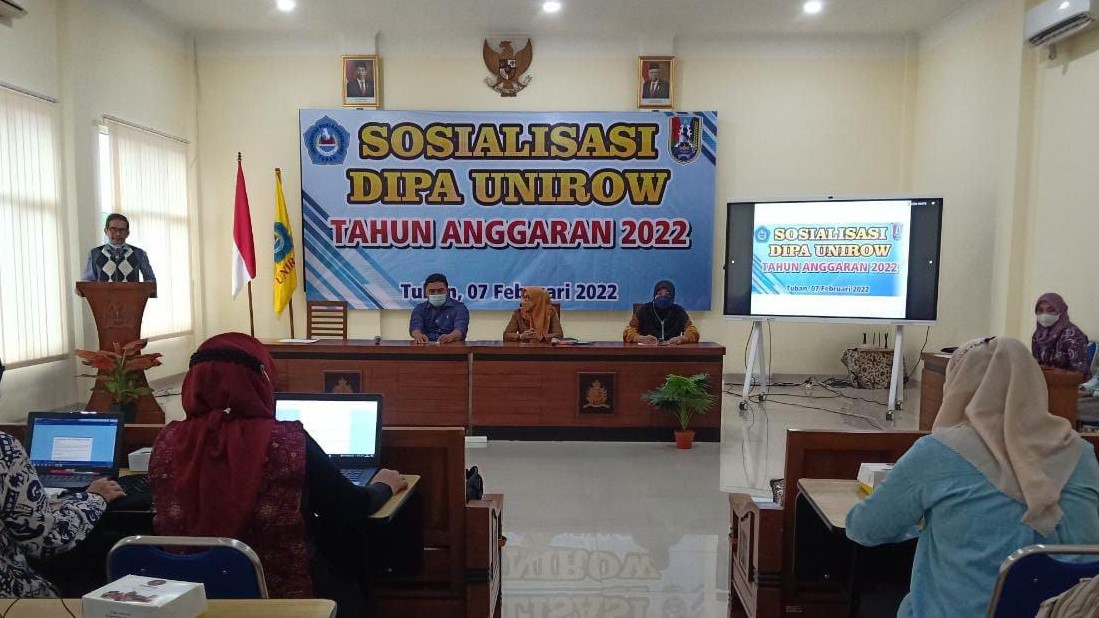 SOSIALISASI
DIPA UNIROW
TAHUN ANGGARAN 2022
Tuban, 07 Februari 2022
SOSIALISASI
DIPA UNIROW
TAHUN ANGGARAN 2022
Tuban, 07 Februari 2022
UNIROW